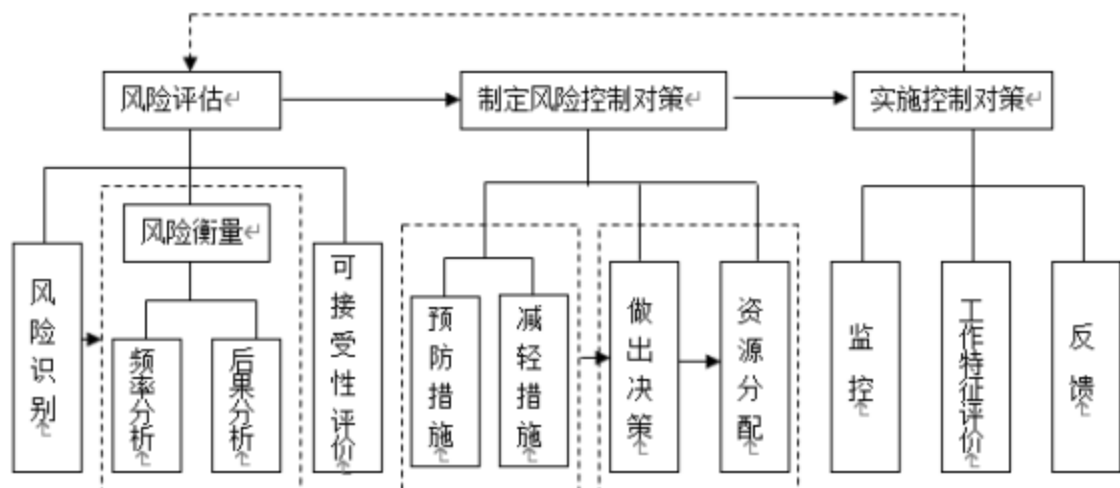 风险评估
制定风险控制对策
实施控制对策
风险衡量
风险识别
频率分析
后果分析
可接受性评价
预防措施
减轻措施
做出决策
资源分配
监控
工作特征评价
反馈